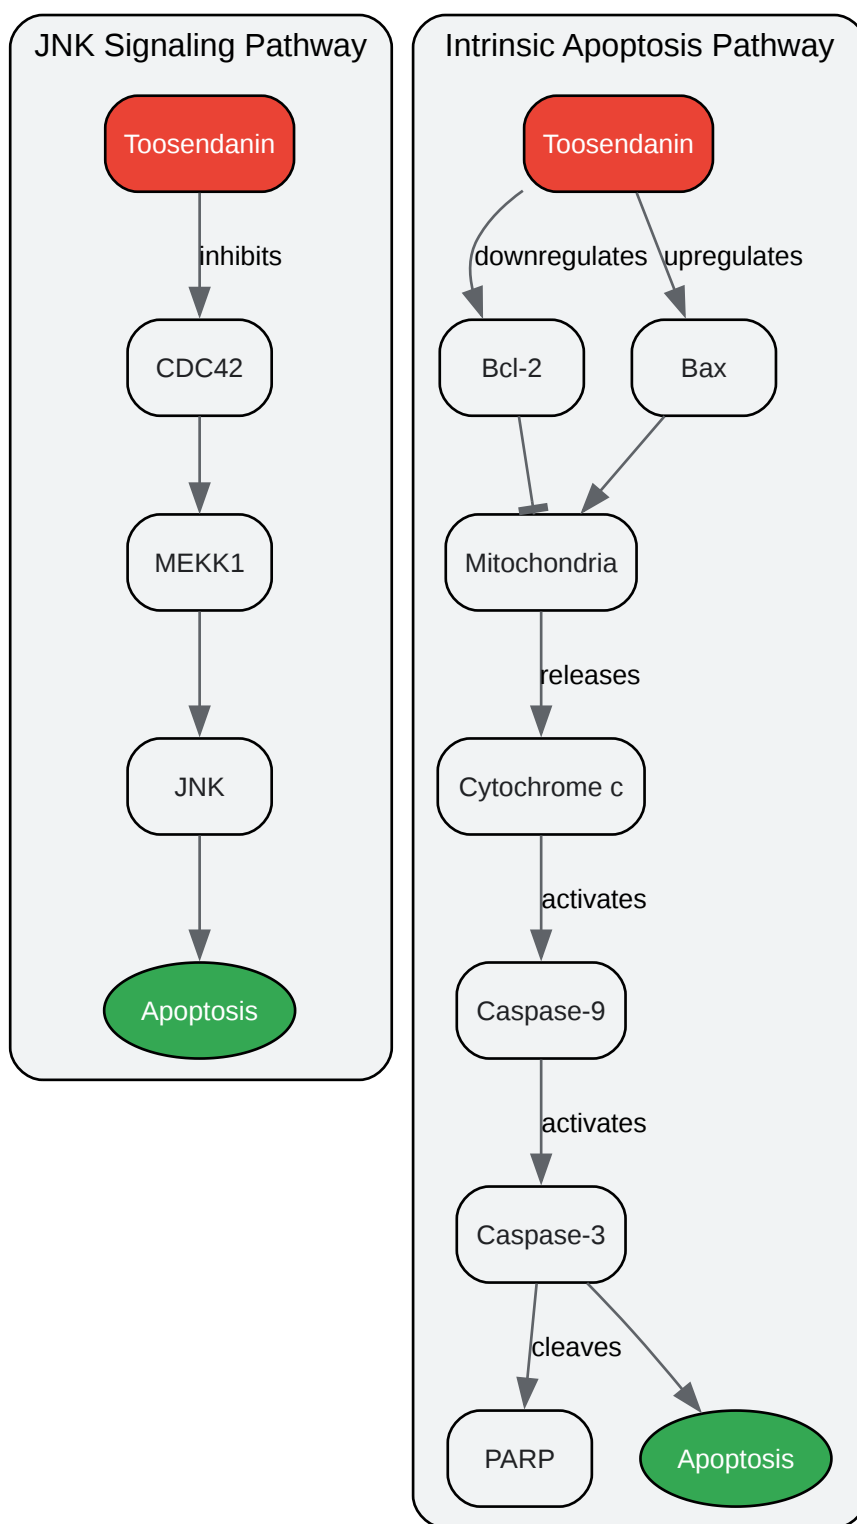 JNK Signaling Pathway
Toosendanin
inhibits
CDC42
MEKK1
JNK
Apoptosis
Intrinsic Apoptosis Pathway
Toosendanin
downregulates
upregulates
Bcl-2
Bax
Mitochondria
releases
Cytochrome c
activates
Caspase-9
activates
Caspase-3
cleaves
PARP
Apoptosis